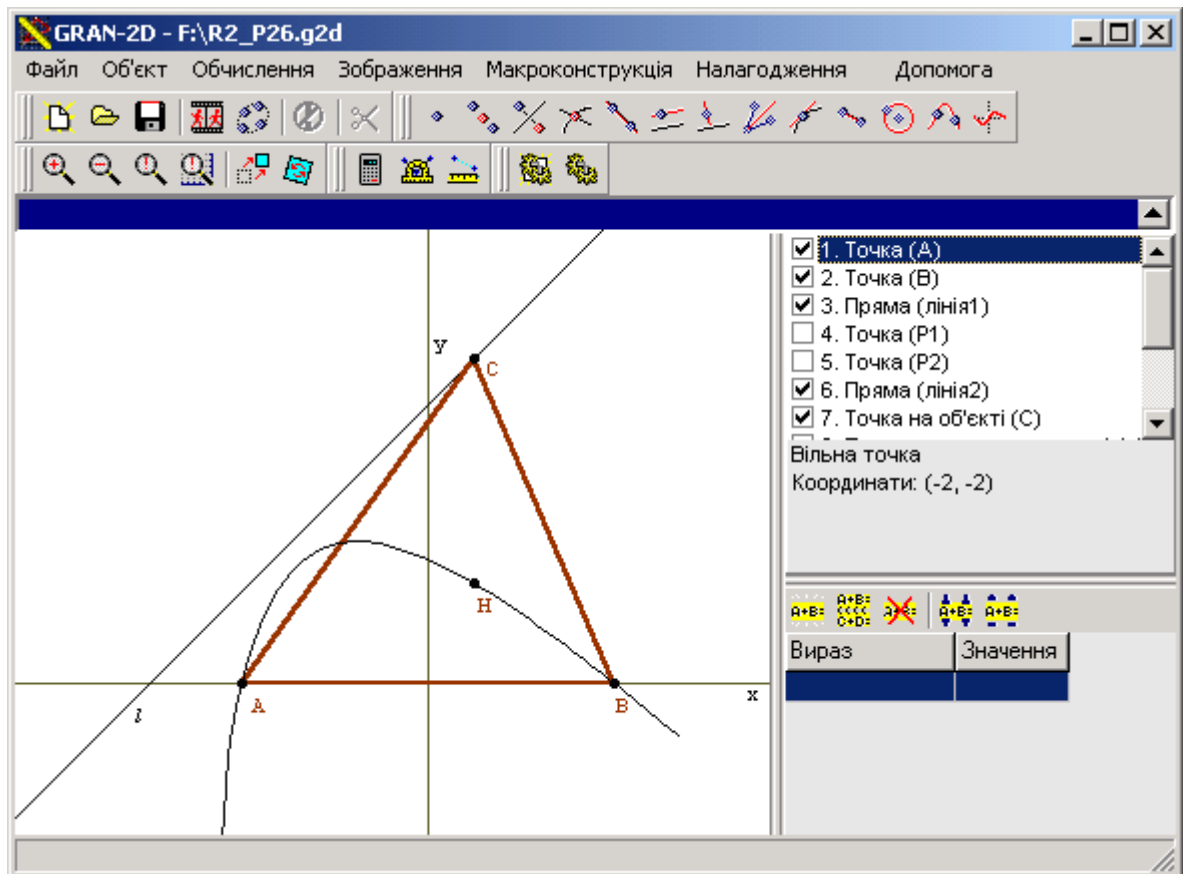 GRAN-2D - F:\R2_P26.g2d
Файл Об'єкт Обчислення Зображення Макроконструкція Налагодження Допомога
1. Точка (A)
2. Точка (B)
3. Пряма (лінія1)
4. Точка (P1)
5. Точка (P2)
6. Пряма (лінія2)
7. Точка на об'єкті (C)
Вільна точка
Координати: (-2, -2)
y
C
H
A
B
x
l
A+B=
A+B=
C+D=
A+B=
A+B=
Вираз Значення